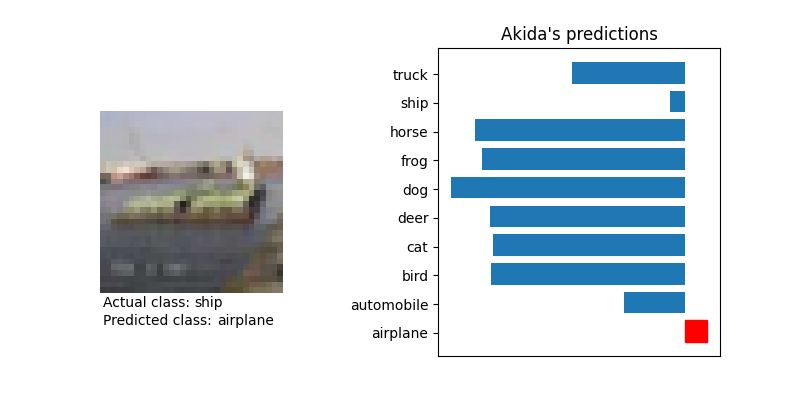 Akida's predictions
truck
ship
horse
frog
dog
deer
cat
bird
automobile
airplane
Actual class: ship
Predicted class: airplane